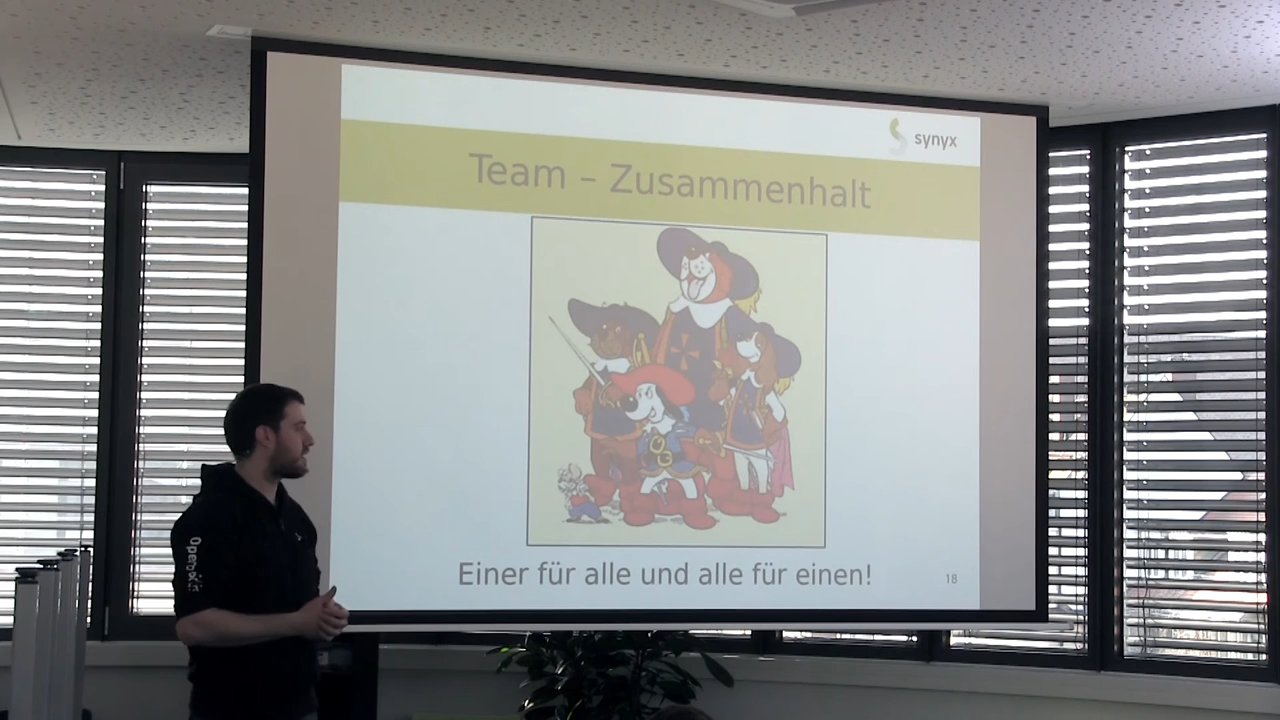 synyx
Team – Zusammenhalt
Einer für alle und alle für einen!
18